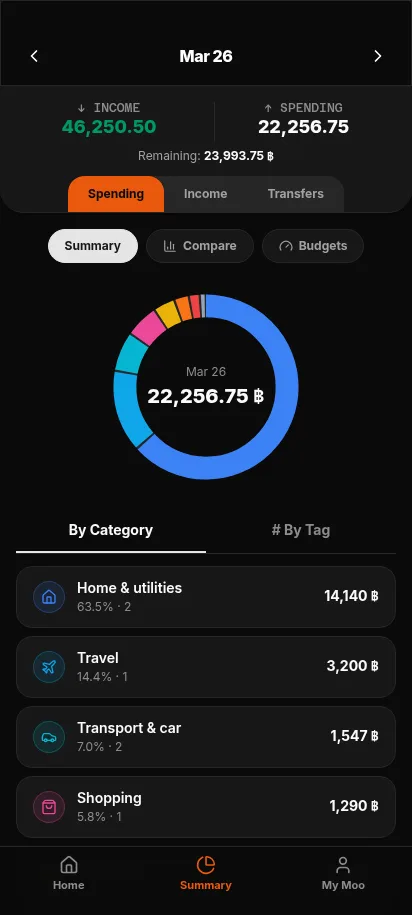 Mar 26
↓ INCOME
46,250.50
↑ SPENDING
22,256.75
Remaining: 23,993.75 ฿
Spending Income Transfers
Summary Compare Budgets
Mar 26
22,256.75 ฿
By Category # By Tag
Home & utilities
63.5% · 2
14,140 ฿
Travel
14.4% · 1
3,200 ฿
Transport & car
7.0% · 2
1,547 ฿
Shopping
5.8% · 1
1,290 ฿
Home Summary My Moo